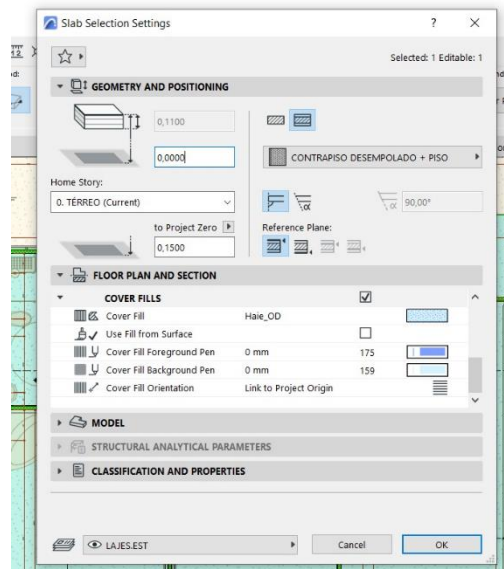 Slab Selection Settings
?
Selected: 1 Editable: 1
GEOMETRY AND POSITIONING
0,1100
0,0000
CONTRAPISO DESEMPOLADO + PISO
Home Story:
0. TÉRREO (Current)
α
α
90,00°
to Project Zero
Reference Plane:
0,1500
FLOOR PLAN AND SECTION
COVER FILLS
Cover Fill Haie_OD
Use Fill from Surface
Cover Fill Foreground Pen 0 mm 175
Cover Fill Background Pen 0 mm 159
Cover Fill Orientation Link to Project Origin
MODEL
STRUCTURAL ANALYTICAL PARAMETERS
CLASSIFICATION AND PROPERTIES
LAJES.EST
Cancel
OK